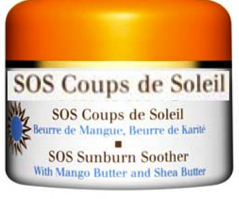 SOS Coups de Soleil
SOS Coups de Soleil
Beurre de Mangue, Beurre de Karité
SOS Sunburn Soother
With Mango Butter and Shea Butter